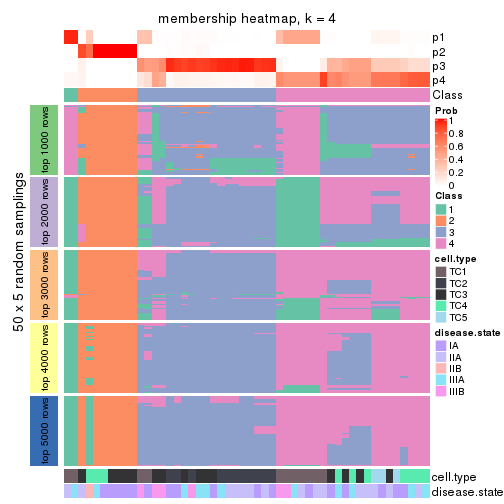 membership heatmap, k = 4
p1
p2
p3
p4
Class
50 x 5 random samplings
top 1000 rows
top 2000 rows
top 3000 rows
top 4000 rows
top 5000 rows
cell.type
disease.state
Prob
1
0.8
0.6
0.4
0.2
0
Class
1
2
3
4
cell.type
TC1
TC2
TC3
TC4
TC5
disease.state
IA
IIA
IIB
IIIA
IIIB